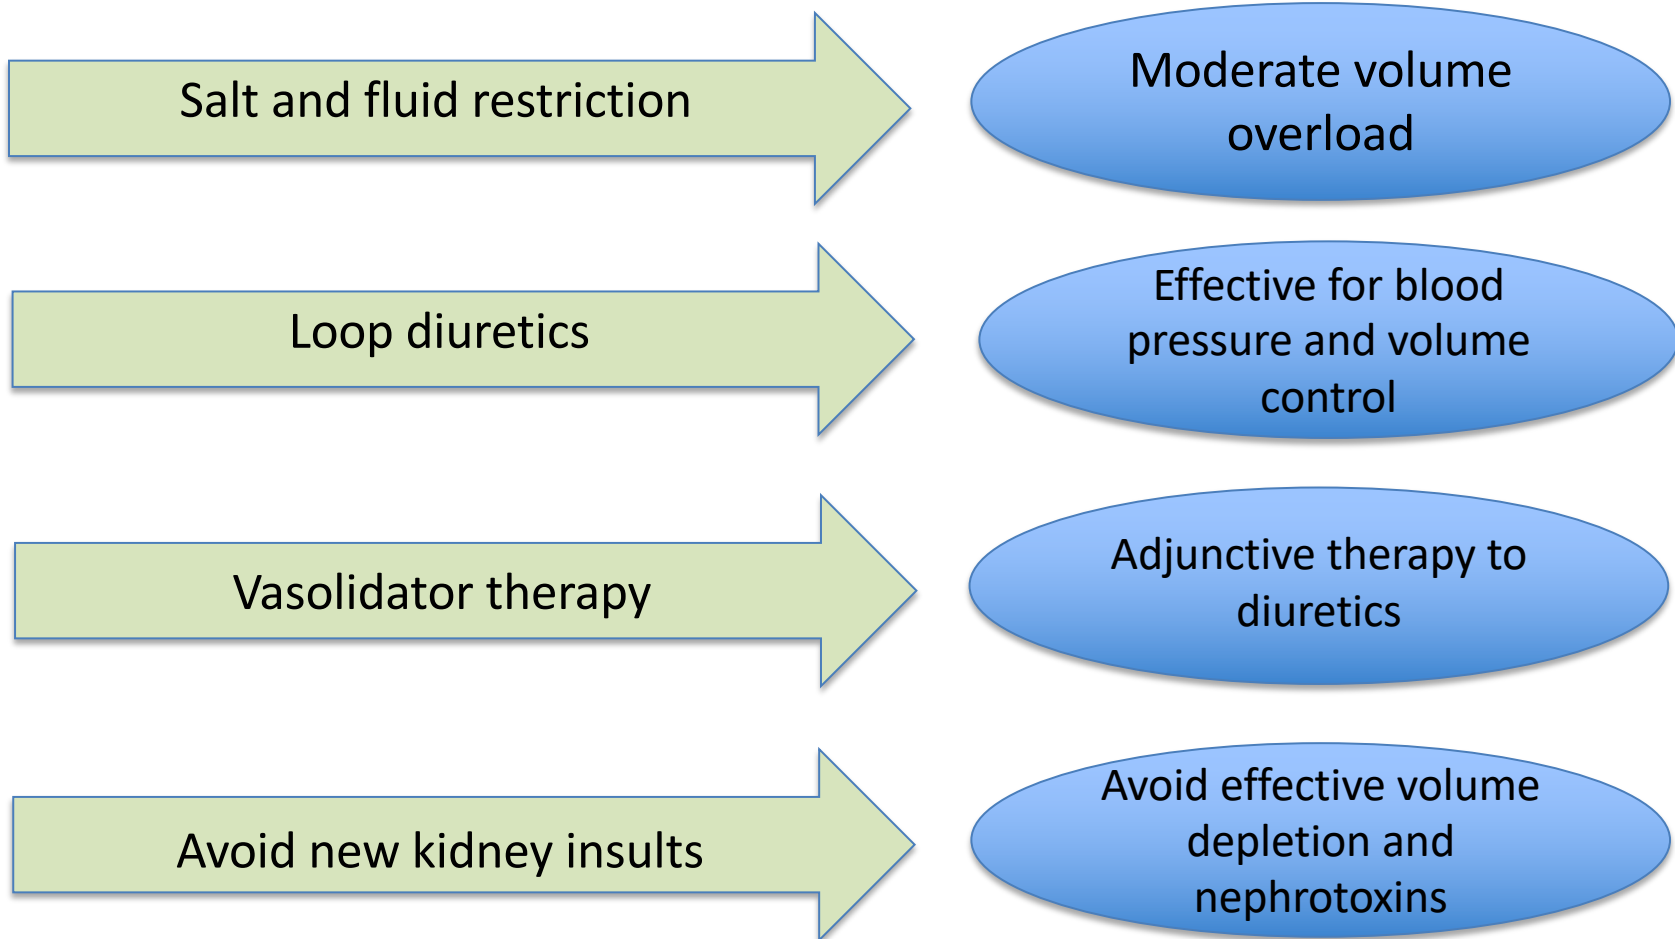 Salt and fluid restriction
Moderate volume
overload
Loop diuretics
Effective for blood
pressure and volume
control
Vasolidator therapy
Adjunctive therapy to
diuretics
Avoid new kidney insults
Avoid effective volume
depletion and
nephrotoxins